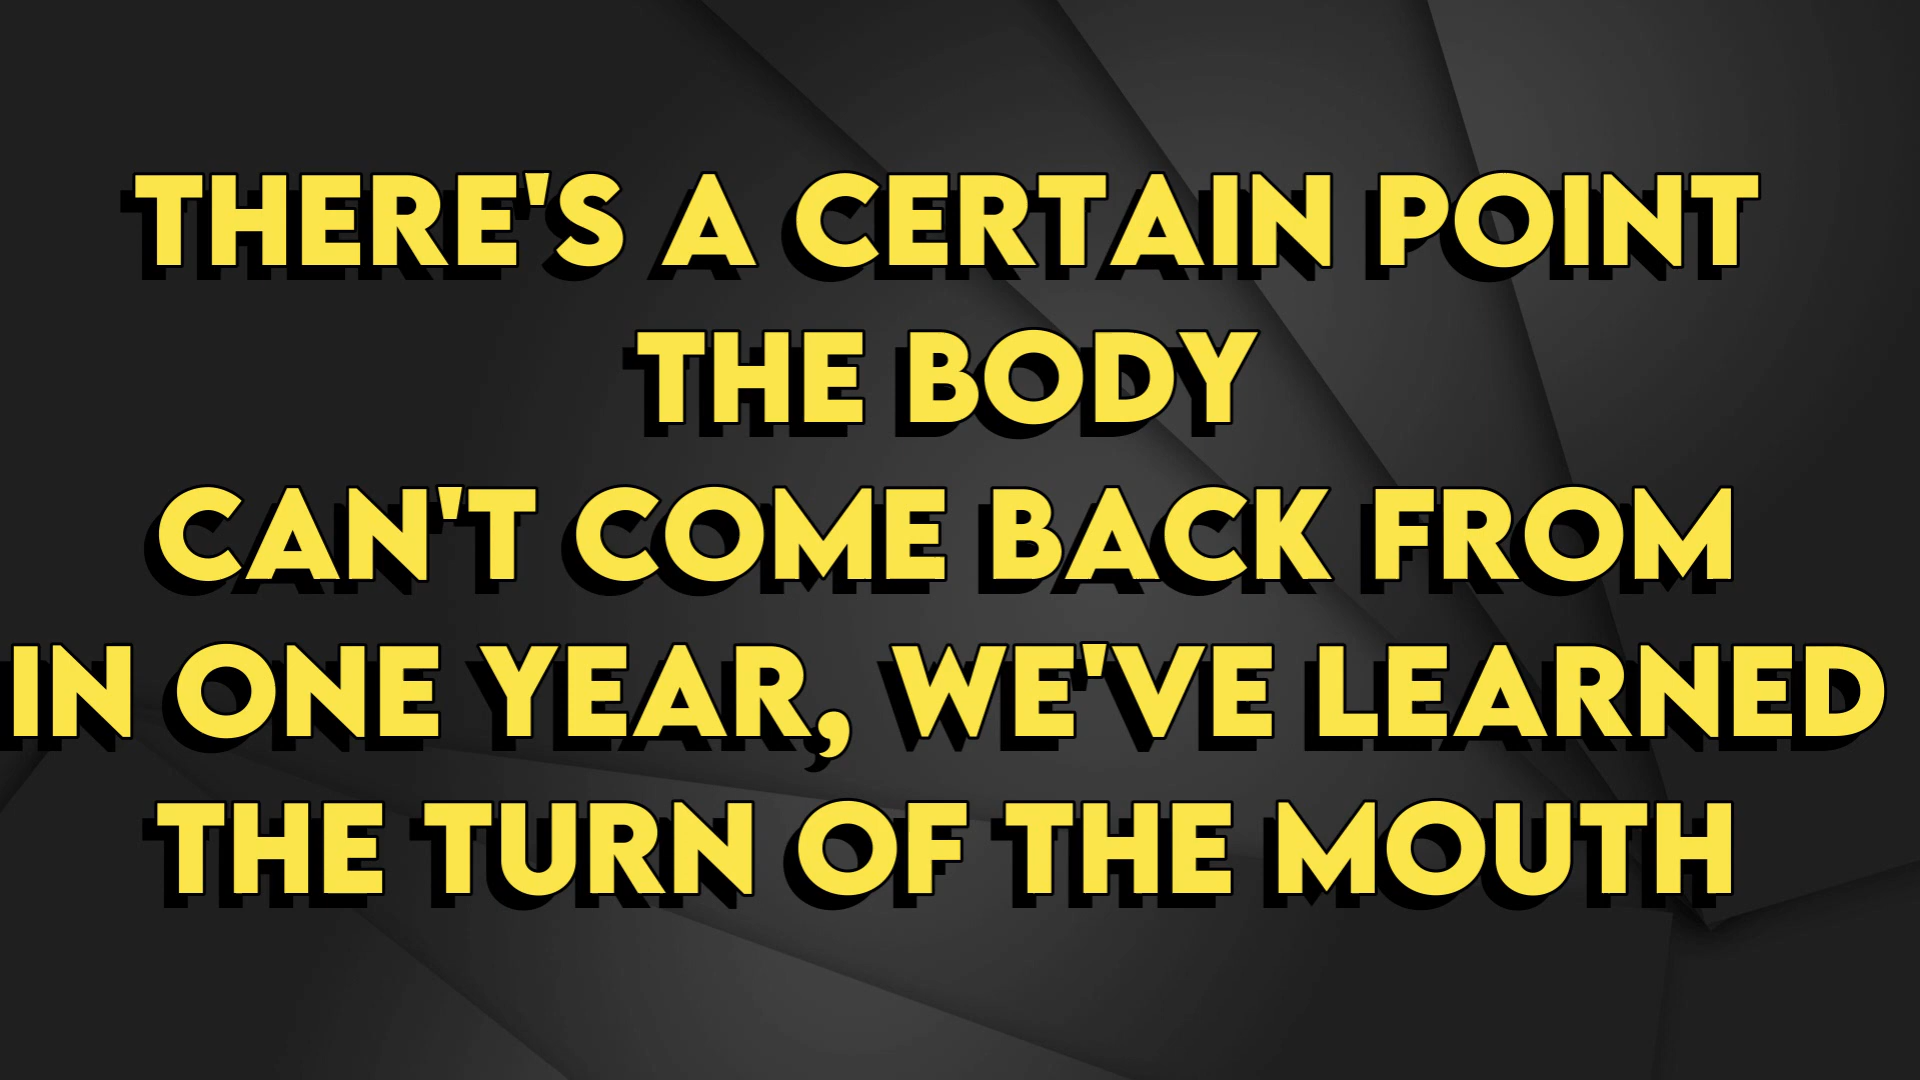 THERE'S A CERTAIN POINT
THE BODY
CAN'T COME BACK FROM
IN ONE YEAR, WE'VE LEARNED
THE TURN OF THE MOUTH